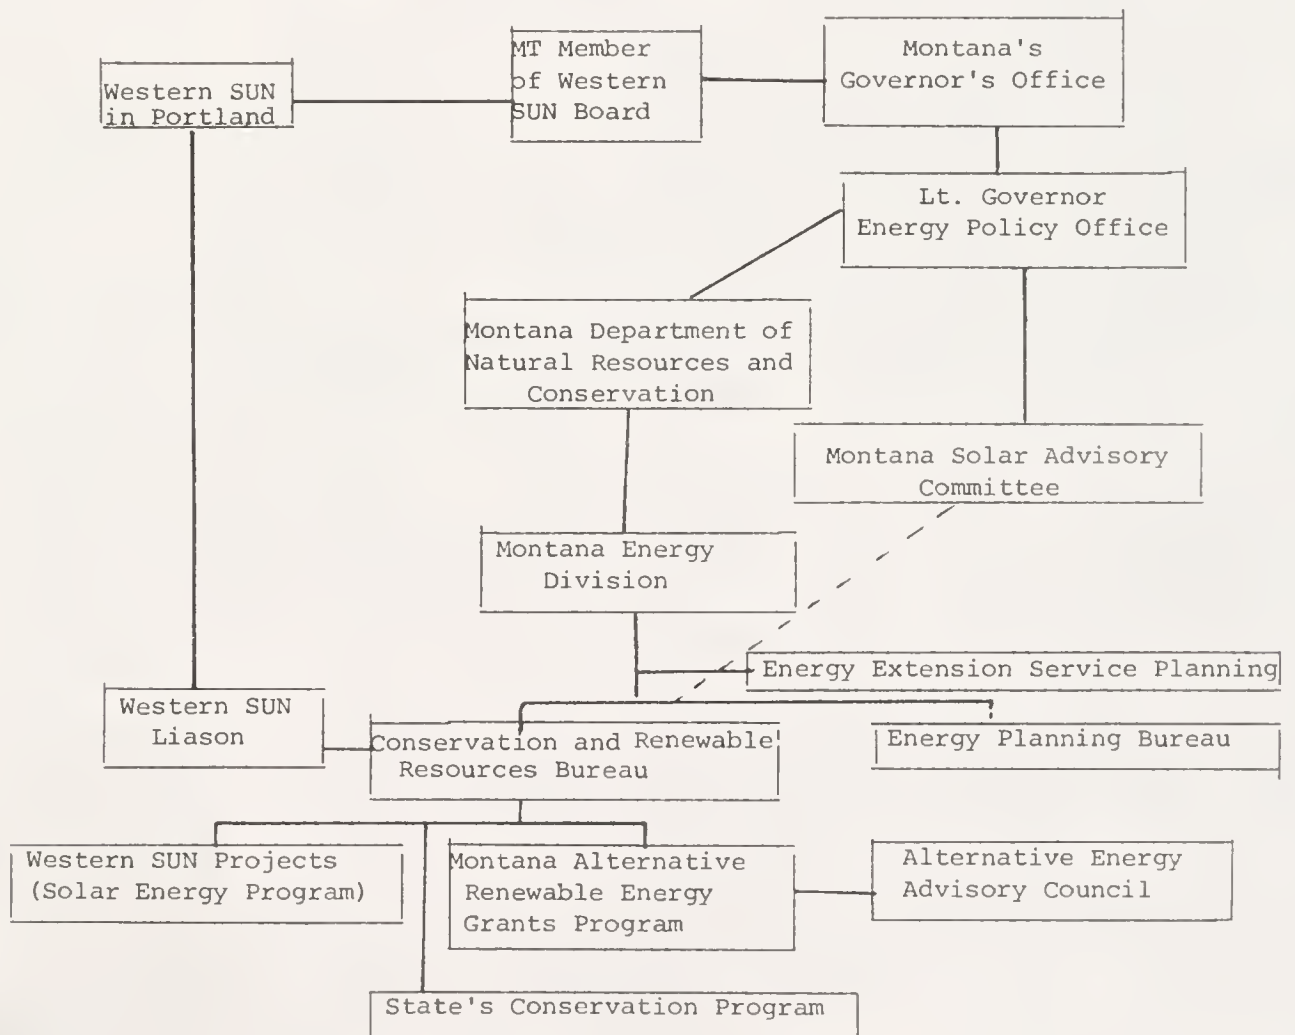 MT Member
of Western
SUN Board
Montana's
Governor's Office
Western SUN
in Portland
Lt. Governor
Energy Policy Office
Montana Department of
Natural Resources and
Conservation
Montana Solar Advisory
Committee
Montana Energy
Division
Energy Extension Service Planning
Western SUN
Liason
Conservation and Renewable
Resources Bureau
Energy Planning Bureau
Western SUN Projects
(Solar Energy Program)
Montana Alternative
Renewable Energy
Grants Program
Alternative Energy
Advisory Council
State's Conservation Program